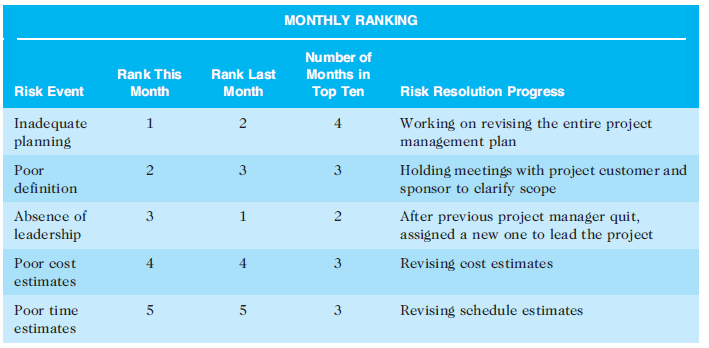 MONTHLY RANKING
Risk Event
Rank This
Month
Rank Last
Month
Number of
Months in
Top Ten
Risk Resolution Progress
Inadequate
planning
1
2
4
Working on revising the entire project
management plan
Poor
definition
2
3
3
Holding meetings with project customer and
sponsor to clarify scope
Absence of
leadership
3
1
2
After previous project manager quit,
assigned a new one to lead the project
Poor cost
estimates
4
4
3
Revising cost estimates
Poor time
estimates
5
5
3
Revising schedule estimates